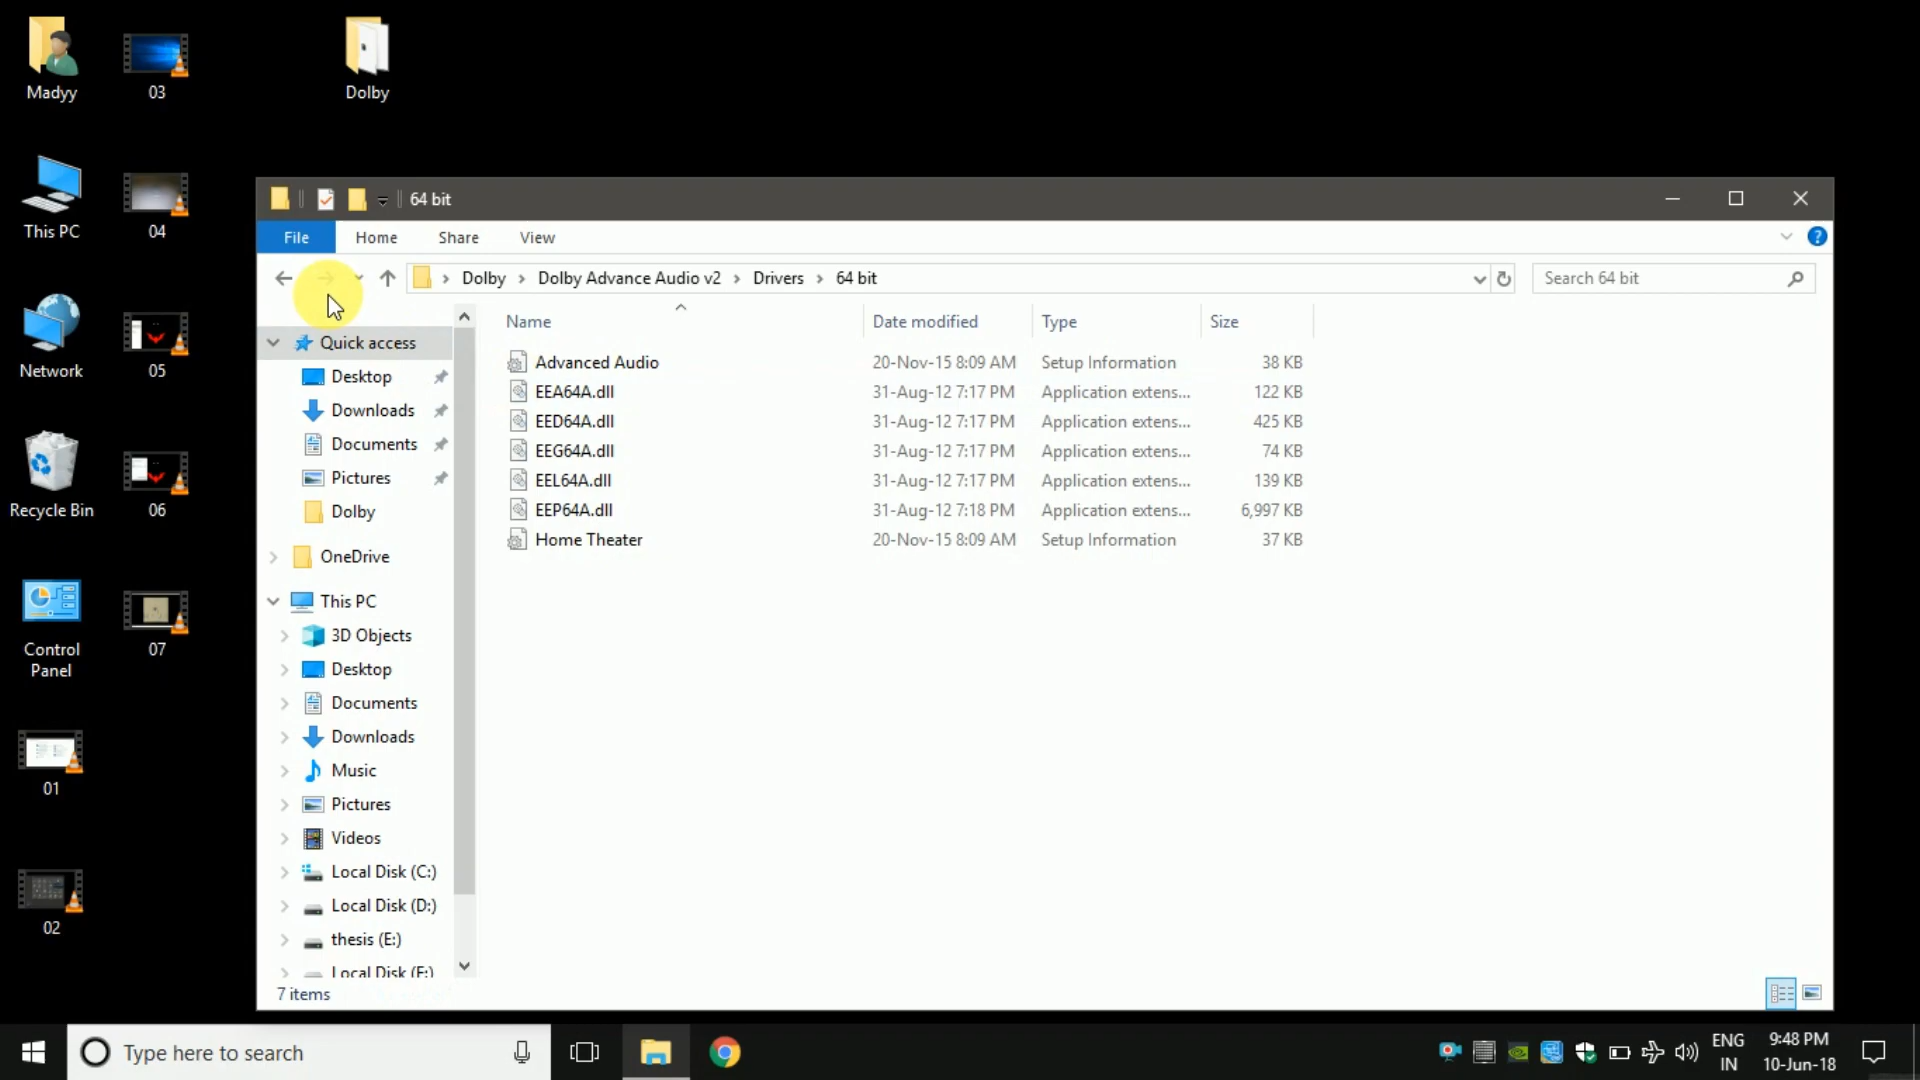 Madyy
03
Dolby
This PC
04
Network
05
Recycle Bin
06
Control
Panel
07
01
02
64 bit
File
Home
Share
View
Dolby
Dolby Advance Audio v2
Drivers
64 bit
Search 64 bit
Quick access
Desktop
Downloads
Documents
Pictures
Dolby
OneDrive
This PC
3D Objects
Desktop
Documents
Downloads
Music
Pictures
Videos
Local Disk (C:)
Local Disk (D:)
thesis (E:)
Local Disk (F:)
Name Date modified Type Size
Advanced Audio 20-Nov-15 8:09 AM Setup Information 38 KB
EEA64A.dll 31-Aug-12 7:17 PM Application extens... 122 KB
EED64A.dll 31-Aug-12 7:17 PM Application extens... 425 KB
EEG64A.dll 31-Aug-12 7:17 PM Application extens... 74 KB
EEL64A.dll 31-Aug-12 7:17 PM Application extens... 139 KB
EEP64A.dll 31-Aug-12 7:18 PM Application extens... 6,997 KB
Home Theater 20-Nov-15 8:09 AM Setup Information 37 KB
7 items
Type here to search
ENG
IN
9:48 PM
10-Jun-18